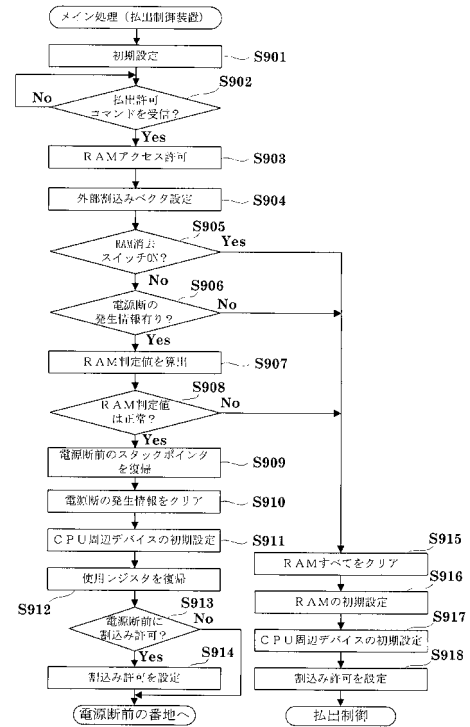 メイン処理（払出制御装置）
初期設定
S901
S902
No
払出許可
コマンドを受信？
Yes
ＲＡＭアクセス許可
S903
外部割込みベクタ設定
S904
S905
RAM消去
スイッチON？
Yes
No
S906
電源断の
発生情報有り？
No
Yes
ＲＡＭ判定値を算出
S907
S908
ＲＡＭ判定値
は正常？
No
Yes
電源断前のスタックポインタ
を復帰
S909
電源断の発生情報をクリア
S910
ＣＰＵ周辺デバイスの初期設定
S911
使用レジスタを復帰
S912
S913
電源断前に
割込み許可？
No
Yes
S914
割込み許可を設定
電源断前の番地へ
S915
ＲＡＭすべてをクリア
S916
ＲＡＭの初期設定
S917
ＣＰＵ周辺デバイスの初期設定
S918
割込み許可を設定
払出制御